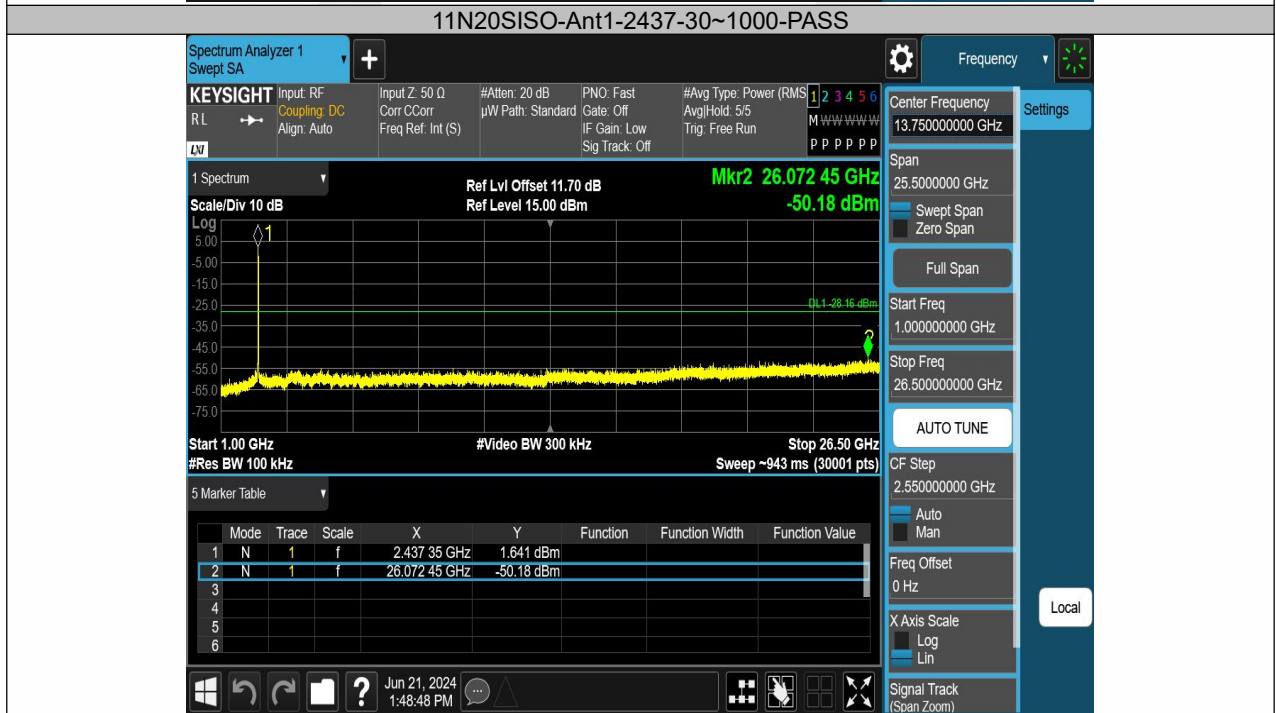 11N20SISO-Ant1-2437-30~1000-PASS
Spectrum Analyzer 1
Swept SA
+
Frequency
KEYSIGHT
RL
LXI
Input: RF
Coupling: DC
Align: Auto
Input Z: 50 Ω
Corr CCorr
Freq Ref: Int (S)
#Atten: 20 dB
µW Path: Standard
PNO: Fast
Gate: Off
IF Gain: Low
Sig Track: Off
#Avg Type: Power (RMS
Avg|Hold: 5/5
Trig: Free Run
1 2 3 4 5 6
M W W W W W
P P P P P P
1 Spectrum
Scale/Div 10 dB
Ref Lvl Offset 11.70 dB
Ref Level 15.00 dBm
Mkr2 26.072 45 GHz
-50.18 dBm
Log
5.00
-5.00
-15.0
-25.0
-35.0
-45.0
-55.0
-65.0
-75.0
1
DL1 -28.16 dBm
2
Start 1.00 GHz
#Res BW 100 kHz
#Video BW 300 kHz
Stop 26.50 GHz
Sweep ~943 ms (30001 pts)
5 Marker Table
Mode Trace Scale X Y Function Function Width Function Value
1 N 1 f 2.437 35 GHz 1.641 dBm
2 N 1 f 26.072 45 GHz -50.18 dBm
3
4
5
6
?
Jun 21, 2024
1:48:48 PM
Center Frequency
13.750000000 GHz
Span
25.5000000 GHz
Swept Span
Zero Span
Full Span
Start Freq
1.000000000 GHz
Stop Freq
26.500000000 GHz
AUTO TUNE
CF Step
2.550000000 GHz
Auto
Man
Freq Offset
0 Hz
X Axis Scale
Log
Lin
Signal Track
(Span Zoom)
Settings
Local